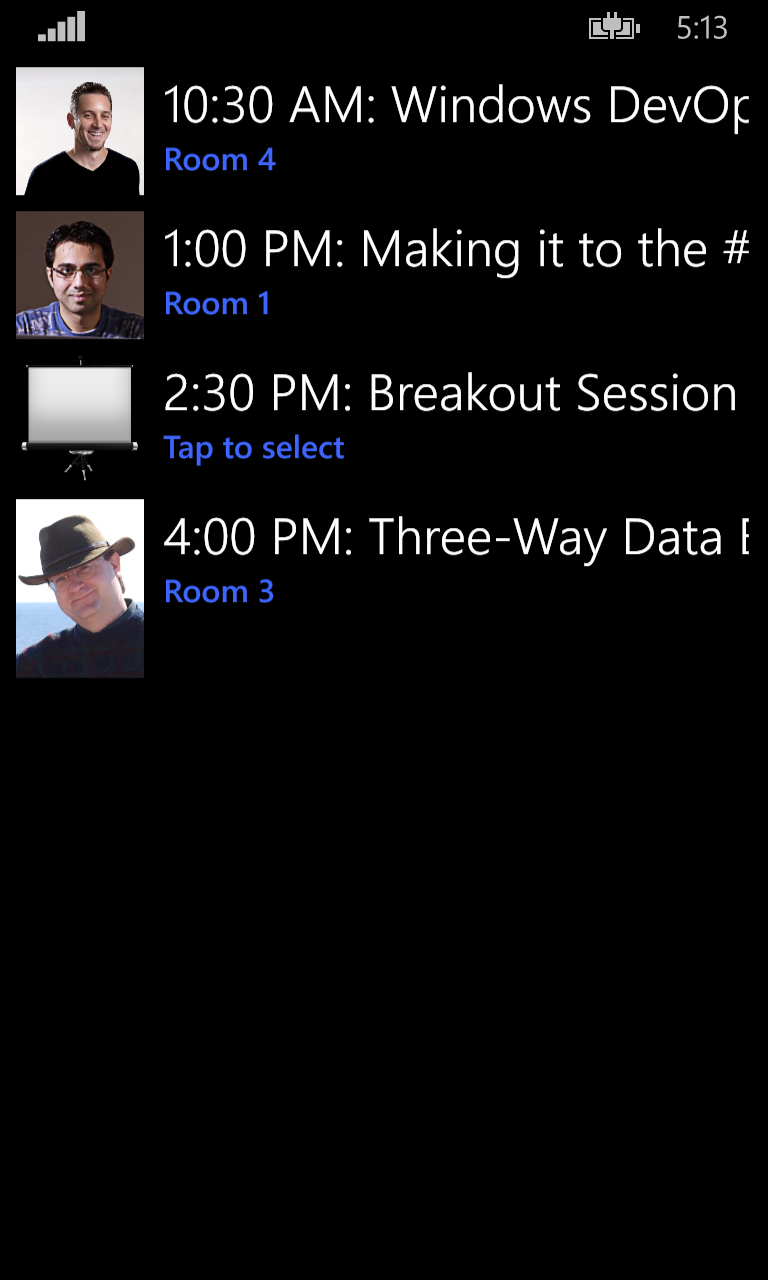 5:13
10:30 AM: Windows DevOp
Room 4
1:00 PM: Making it to the #
Room 1
2:30 PM: Breakout Session
Tap to select
4:00 PM: Three-Way Data
Room 3